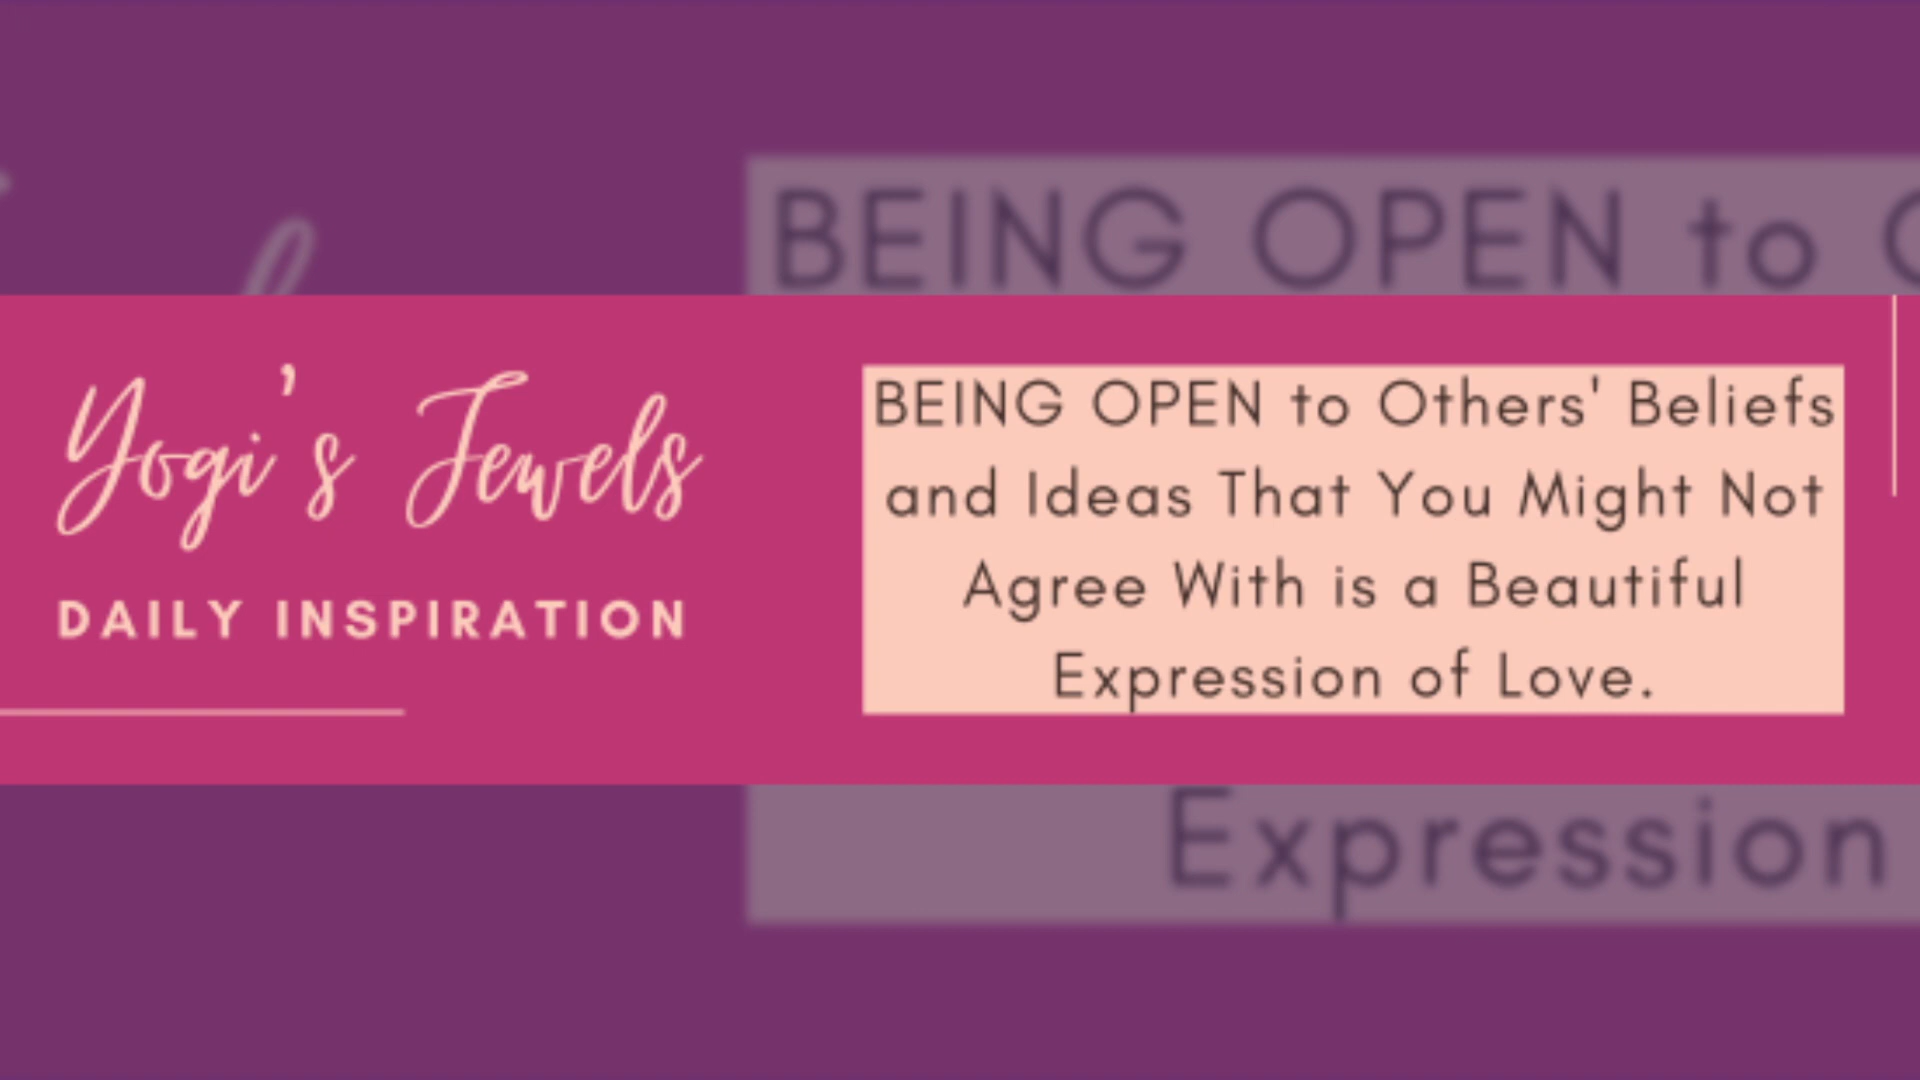 BEING OPEN to
Yogi's Jewels
DAILY INSPIRATION
BEING OPEN to Others' Beliefs
and Ideas That You Might Not
Agree With is a Beautiful
Expression of Love.
Expression